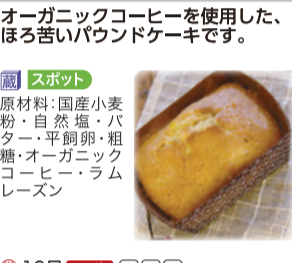 オーガニックコーヒーを使用した、
ほろ苦いパウンドケーキです。
蔵 スポット
原材料：国産小麦
粉・自然塩・バ
ター・平飼卵・粗
糖・オーガニック
コーヒー・ラム
レーズン